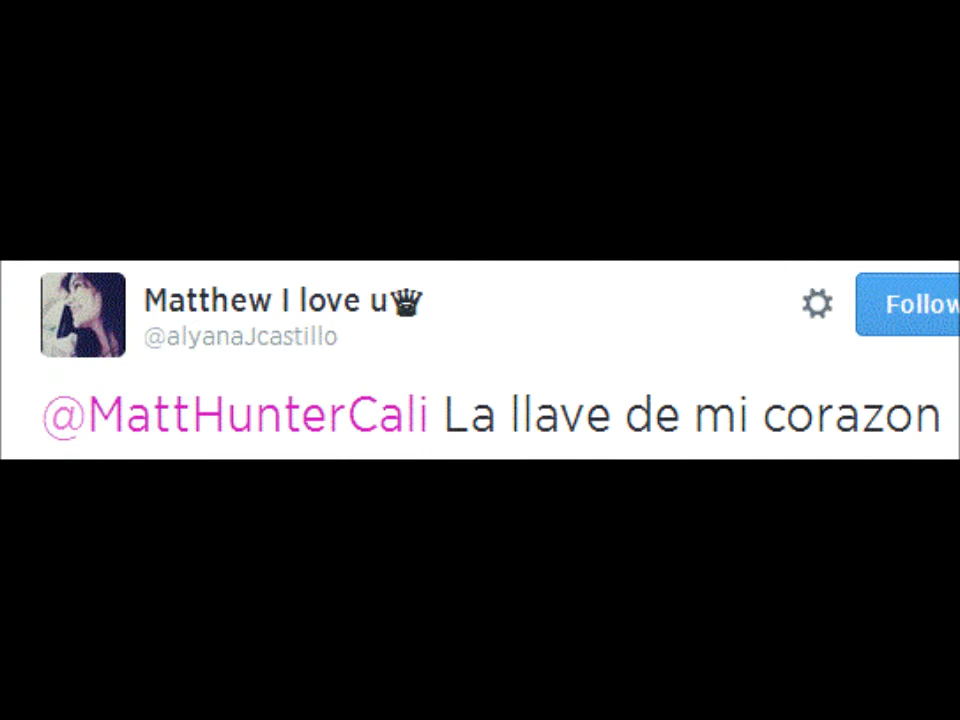 Matthew I love u♛
@alyanaJcastillo
Follow
@MattHunterCali La llave de mi corazon